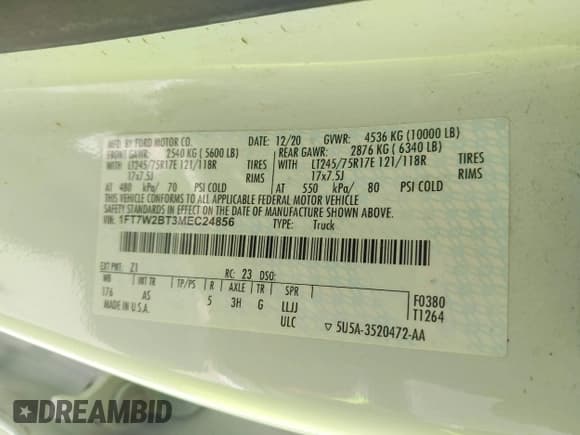 MFD. BY FORD MOTOR CO. DATE: 12/20 GVWR: 4536 KG (10000 LB)
FRONT GAWR: 2540 KG ( 5600 LB) REAR GAWR: 2876 KG ( 6340 LB)
WITH LT245/75R17E 121/118R TIRES WITH LT245/75R17E 121/118R TIRES
17x7.5J RIMS 17x7.5J RIMS
AT 480 kPa/ 70 PSI COLD AT 550 kPa/ 80 PSI COLD
THIS VEHICLE CONFORMS TO ALL APPLICABLE FEDERAL MOTOR VEHICLE
SAFETY STANDARDS IN EFFECT ON THE DATE OF MANUFACTURE SHOWN ABOVE.
VIN: 1FT7W2BT3MEC24856 TYPE: Truck
EXT PNT: Z1 RC: 23 DSO:
WB INT TR TP/PS R AXLE TR SPR
176 AS 5 3H G LLJJ F0380
MADE IN U.S.A. ULC T1264
▽ 5U5A-3520472-AA
DREAMBID